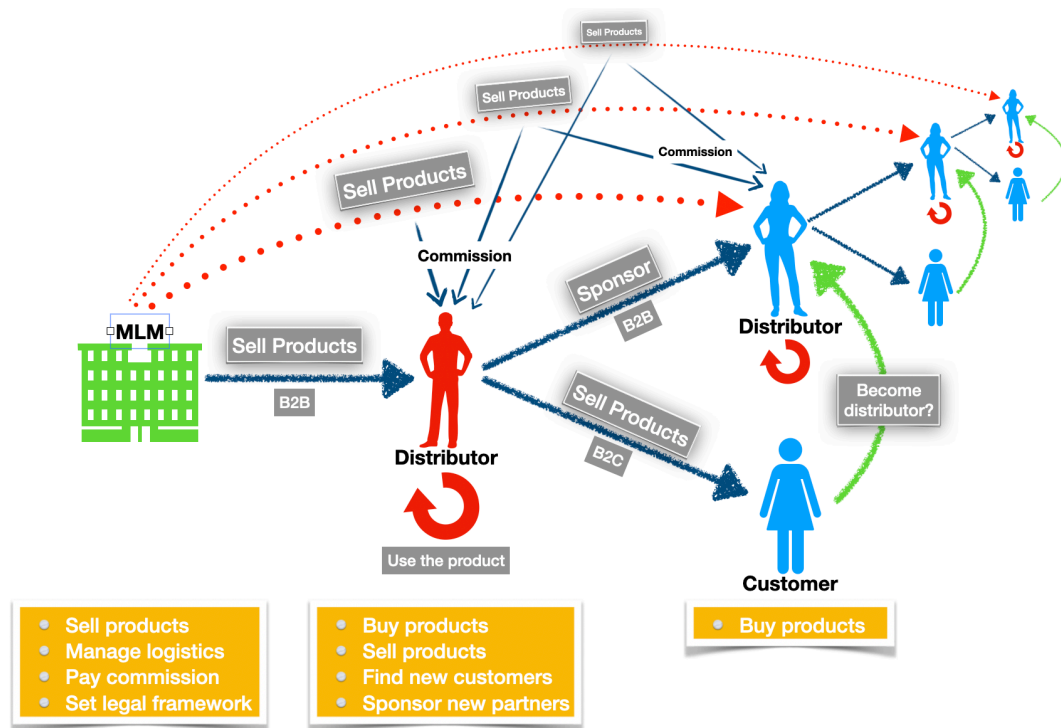 Sell Products
Sell Products
Commission
Sell Products
Commission
Sponsor
B2B
MLM
Distributor
Sell Products
B2B
Sell Products
B2C
Become
distributor?
Distributor
Use the product
Customer
Sell products
Manage logistics
Pay commission
Set legal framework
Buy products
Sell products
Find new customers
Sponsor new partners
Buy products